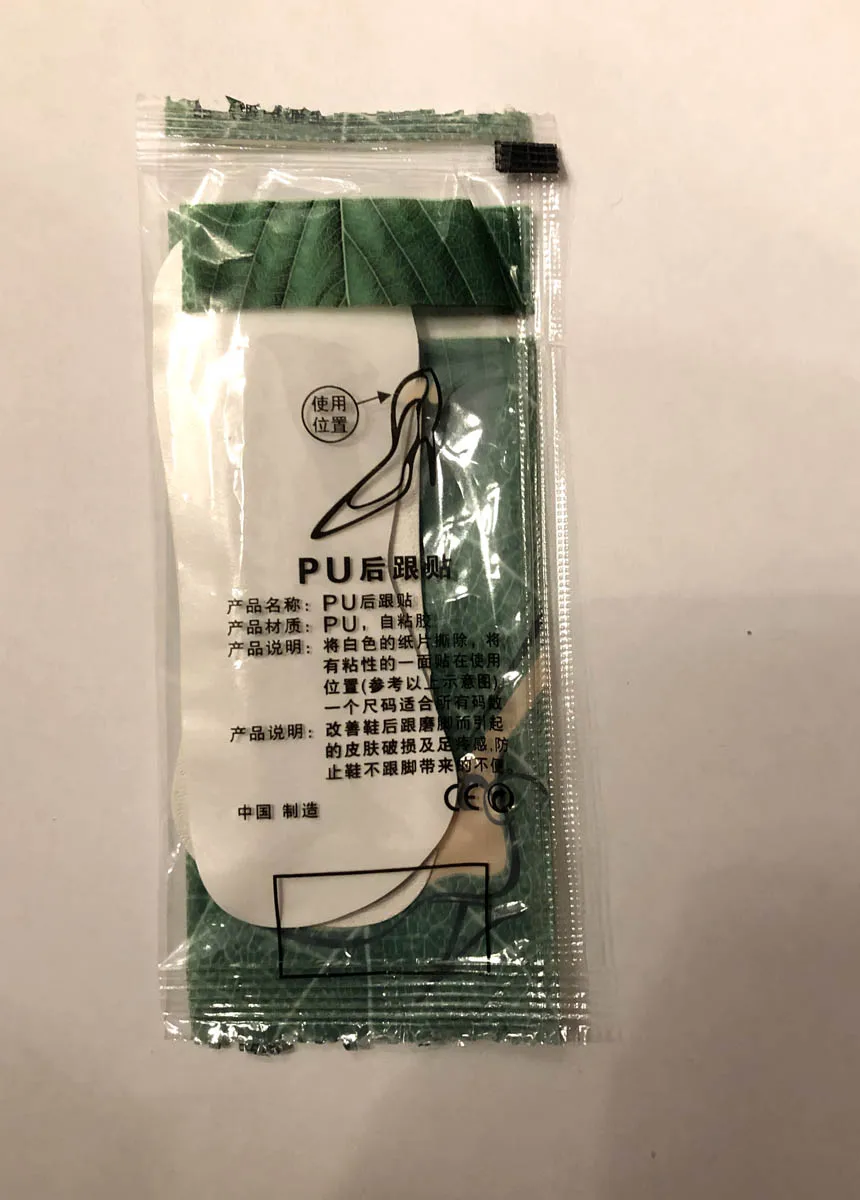 使用
位置
PU后跟贴
产品名称：PU后跟贴
产品材质：PU，自粘胶
产品说明：将白色的纸片撕除，将
有粘性的一面贴在使用
位置(参考以上示意图)
一个尺码适合所有码数
产品说明：改善鞋后跟磨脚而引起
的皮肤破损及足疼感,防
止鞋不跟脚带来的不便。
CE
中国 制造